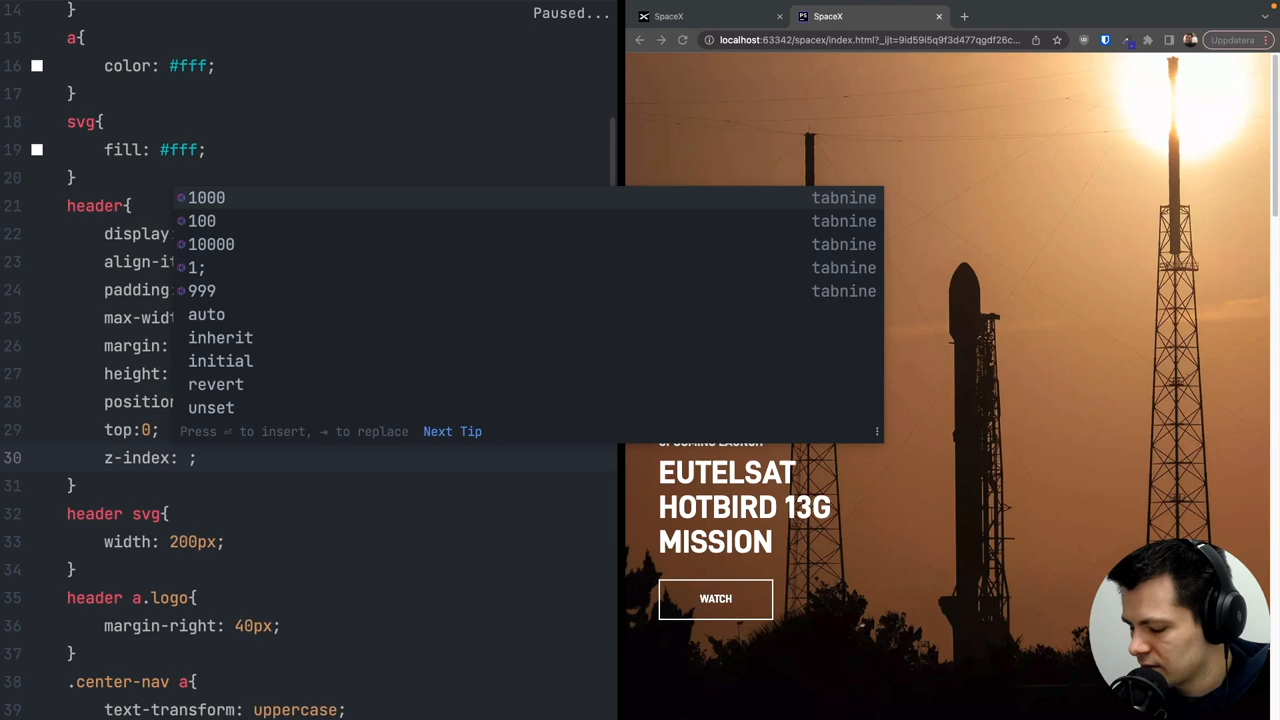 14 }
Paused...
15 a{
16 color: #fff;
17 }
18 svg{
19 fill: #fff;
20 }
21 header{
22 display:
23 align-it
24 padding:
25 max-widt
26 margin:
27 height:
28 position
29 top:0;
30 z-index: ;
31 }
32 header svg{
33 width: 200px;
34 }
35 header a.logo{
36 margin-right: 40px;
37 }
38 .center-nav a{
39 text-transform: uppercase;
1000 tabnine
100 tabnine
10000 tabnine
1; tabnine
999 tabnine
auto
inherit
initial
revert
unset
Press ⏎ to insert, ⇥ to replace Next Tip
SpaceX
PS SpaceX
localhost:63342/spacex/index.html?_ijt=9id59i5q9f3d477qgdf26c...
Uppdatera
UPCOMING LAUNCH
EUTELSAT
HOTBIRD 13G
MISSION
WATCH